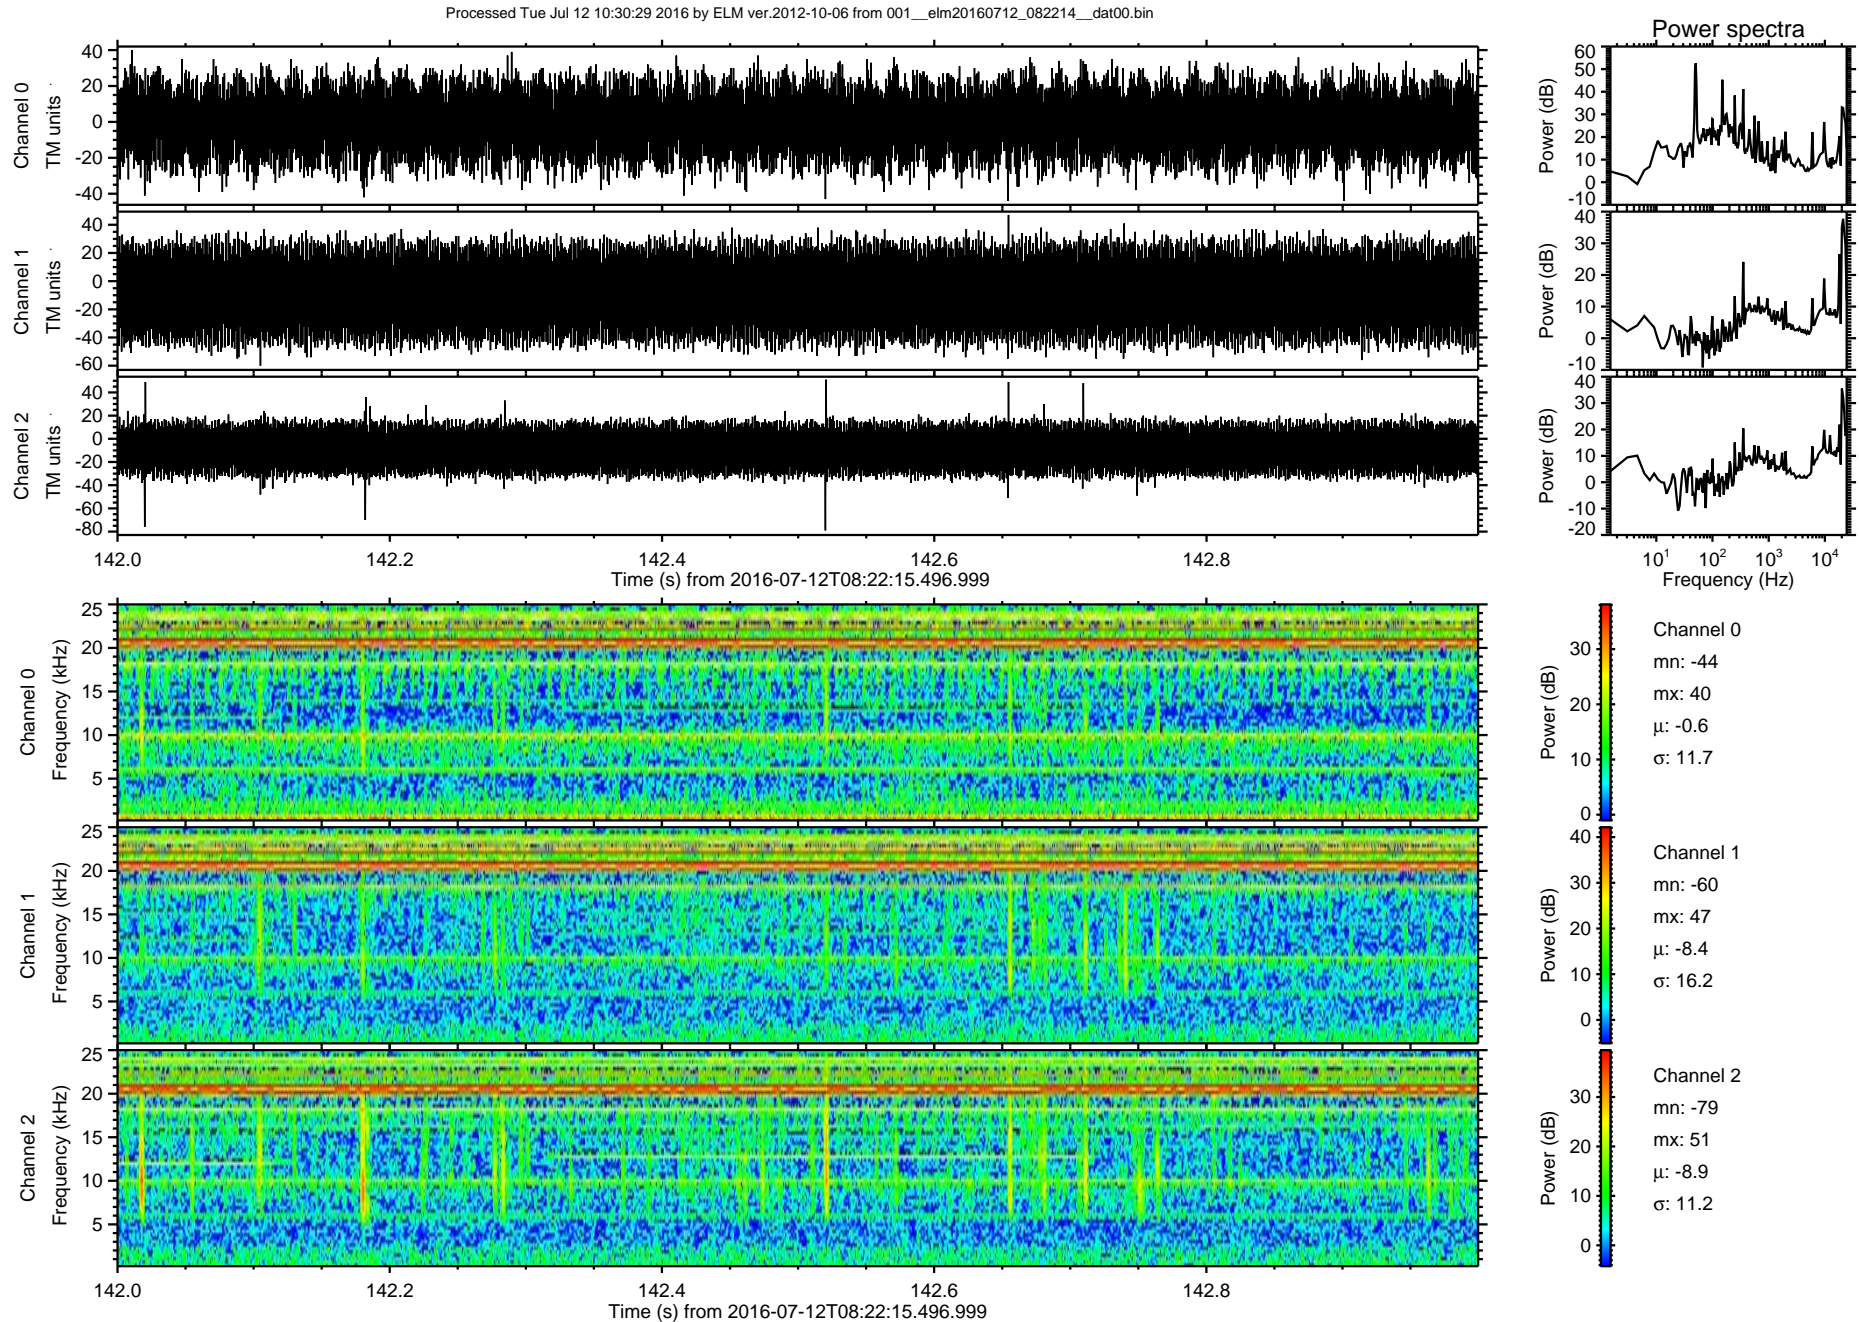 Processed Tue Jul 12 10:30:29 2016 by ELM ver.2012-10-06 from 001__elm20160712_082214__dat00.bin
Power spectra
Channel 0
TM units
40
20
0
-20
-40
Power (dB)
60
50
40
30
20
10
0
-10
Channel 1
TM units
40
20
0
-20
-40
-60
Power (dB)
40
30
20
10
0
-10
Channel 2
TM units
40
20
0
-20
-40
-60
-80
Power (dB)
40
30
20
10
0
-10
-20
142.0 142.2 142.4 142.6 142.8
Time (s) from 2016-07-12T08:22:15.496.999
10¹ 10² 10³ 10⁴
Frequency (Hz)
Channel 0
Frequency (kHz)
25
20
15
10
5
Power (dB)
30
20
10
0
Channel 0
mn: -44
mx: 40
μ: -0.6
σ: 11.7
Channel 1
Frequency (kHz)
25
20
15
10
5
Power (dB)
40
30
20
10
0
Channel 1
mn: -60
mx: 47
μ: -8.4
σ: 16.2
Channel 2
Frequency (kHz)
25
20
15
10
5
Power (dB)
30
20
10
0
Channel 2
mn: -79
mx: 51
μ: -8.9
σ: 11.2
142.0 142.2 142.4 142.6 142.8
Time (s) from 2016-07-12T08:22:15.496.999